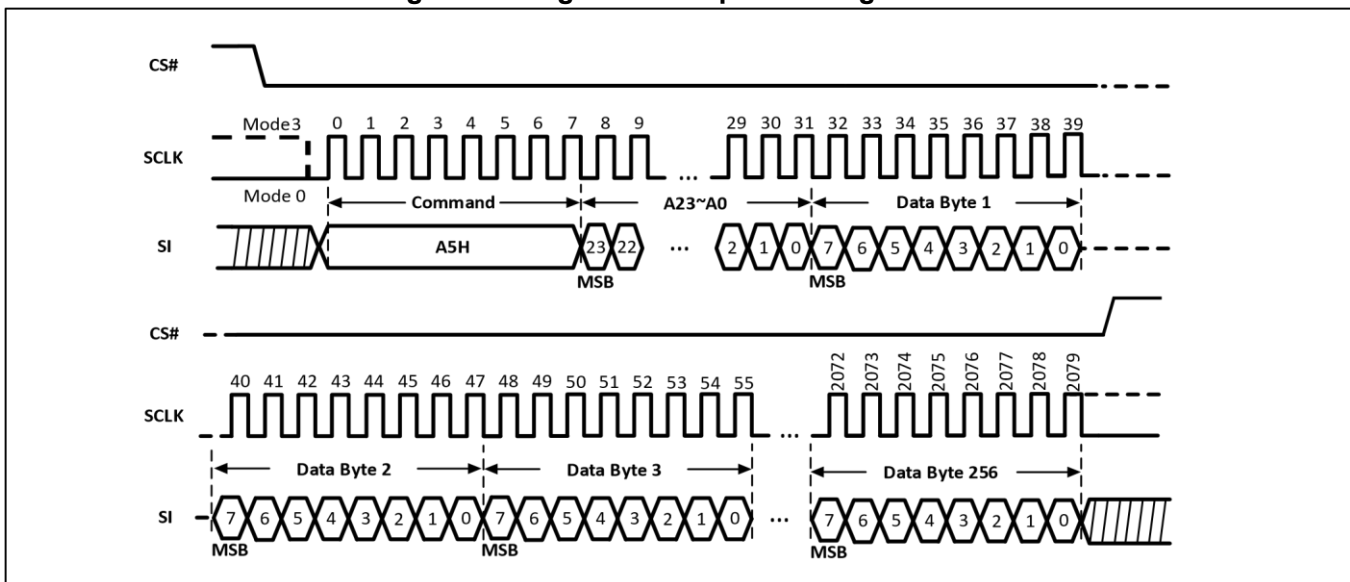 CS#
Mode3 0 1 2 3 4 5 6 7 8 9 29 30 31 32 33 34 35 36 37 38 39
SCLK
...
Mode 0 Command A23~A0 Data Byte 1
SI A5H 23 22 ... 2 1 0 7 6 5 4 3 2 1 0
MSB MSB
CS#
40 41 42 43 44 45 46 47 48 49 50 51 52 53 54 55 2072 2073 2074 2075 2076 2077 2078 2079
SCLK
...
Data Byte 2 Data Byte 3 Data Byte 256
SI 7 6 5 4 3 2 1 0 7 6 5 4 3 2 1 0 ... 7 6 5 4 3 2 1 0
MSB MSB MSB